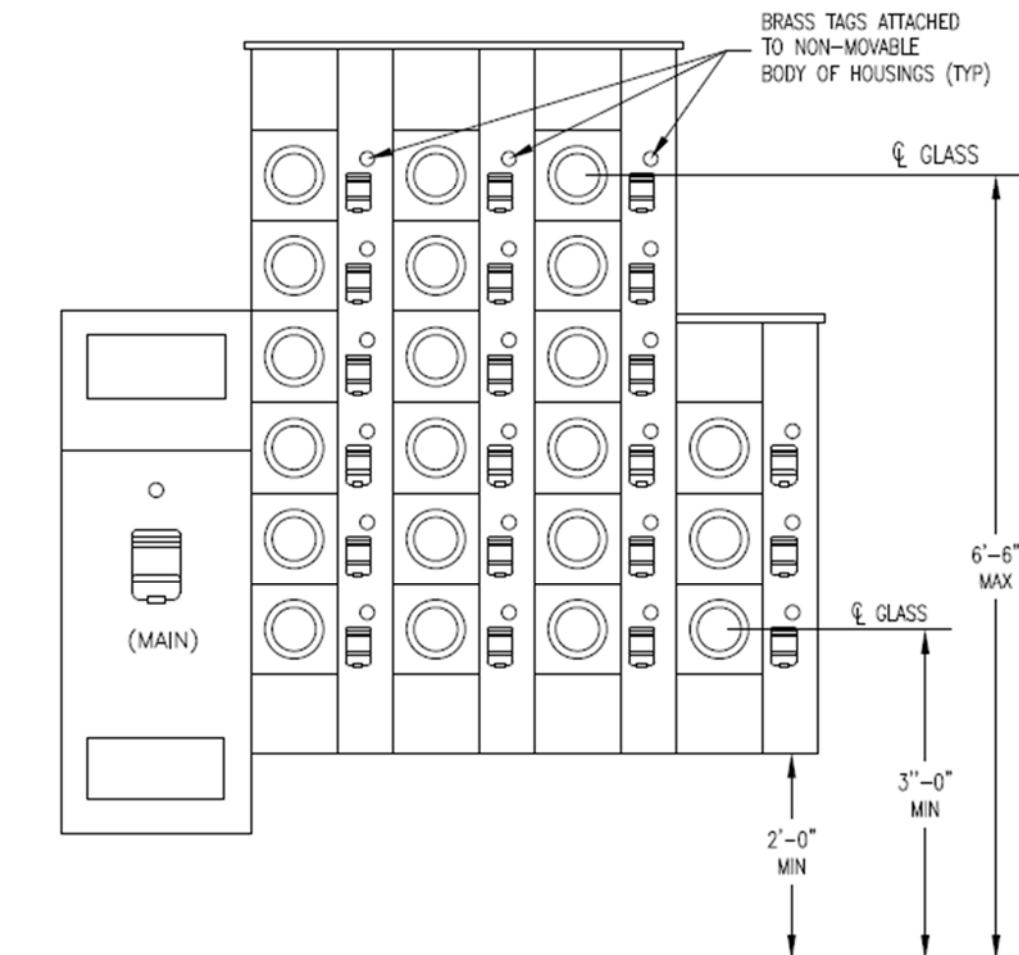 BRASS TAGS ATTACHED
TO NON-MOVABLE
BODY OF HOUSINGS (TYP)
℄ GLASS
6'-6"
MAX
℄ GLASS
(MAIN)
3''-0"
MIN
2'-0"
MIN